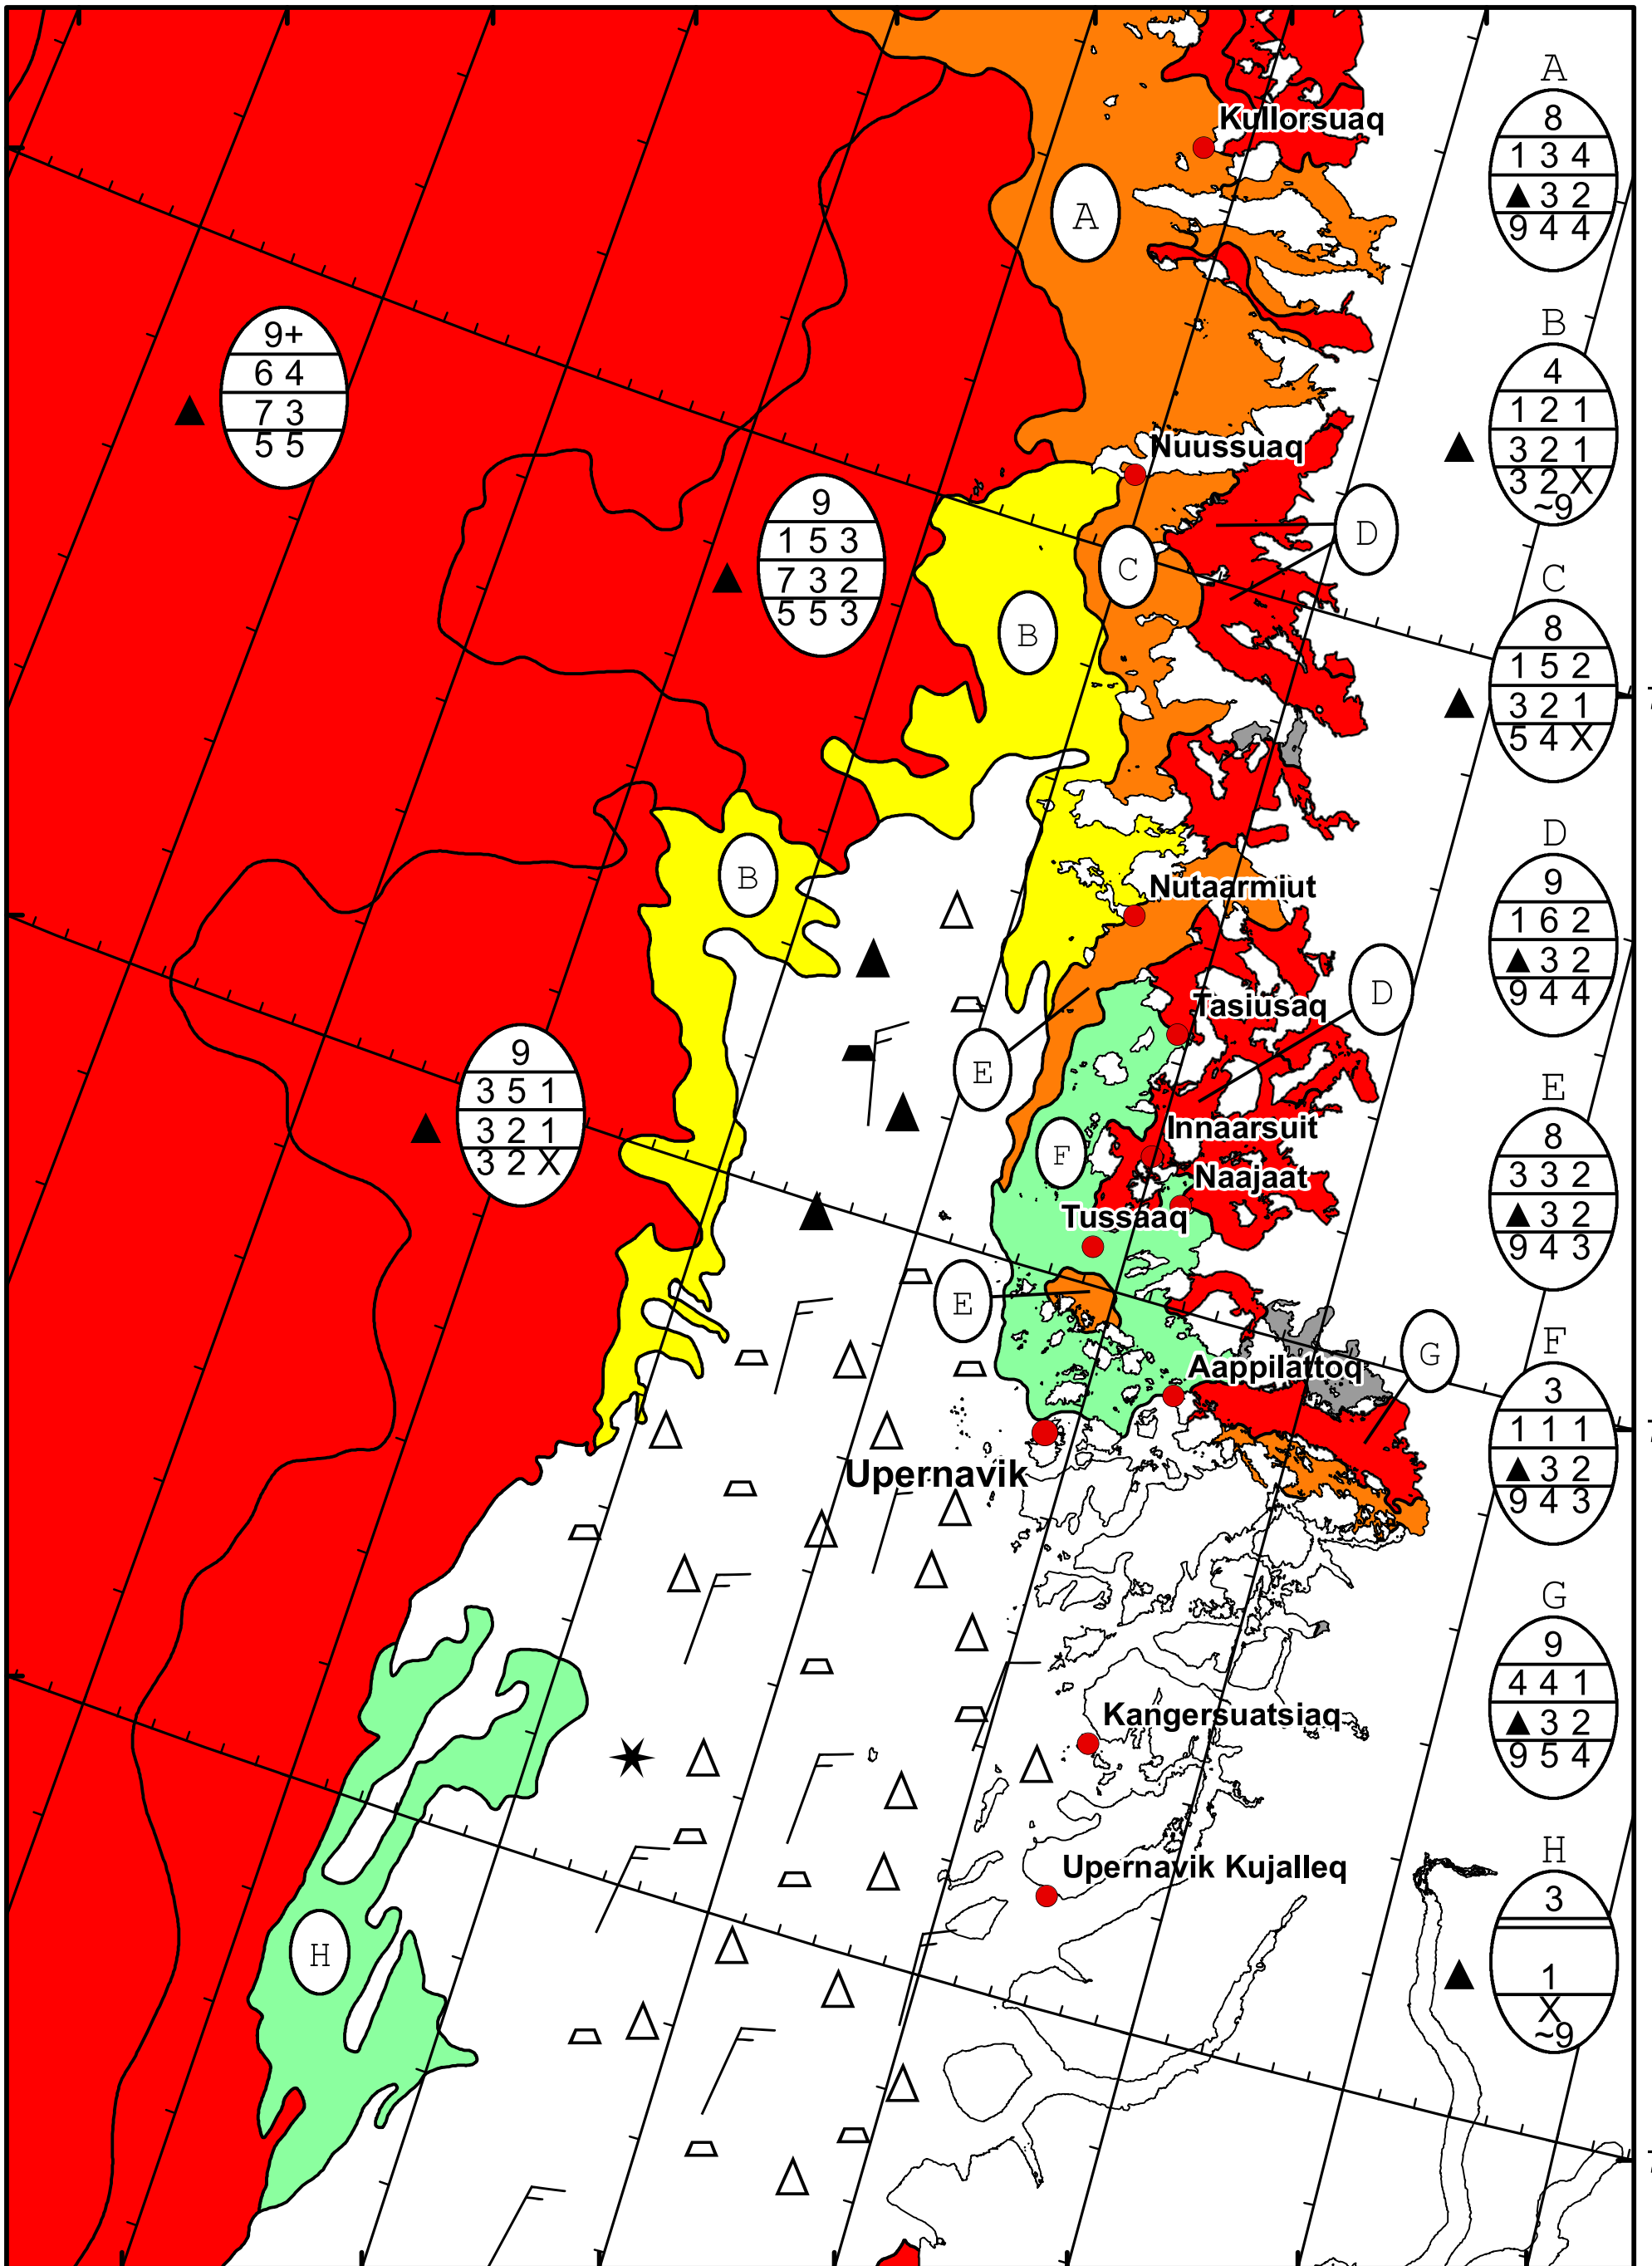 Kullorsuaq
A
9+
6 4
7 3
5 5
Nuussuaq
9
1 5 3
7 3 2
5 5 3
D
C
B
B
Nutaarmiut
D
Tasiusaq
E
9
3 5 1
3 2 1
3 2 X
F
Innaarsuit
Naajaat
Tussaaq
E
G
Aappilattoq
Upernavik
Kangersuatsiaq
Upernavik Kujalleq
H
A
8
1 3 4
▲ 3 2
9 4 4
B
4
1 2 1
3 2 1
3 2 X
~9
C
8
1 5 2
3 2 1
5 4 X
D
9
1 6 2
▲ 3 2
9 4 4
E
8
3 3 2
▲ 3 2
9 4 3
F
3
1 1 1
▲ 3 2
9 4 3
G
9
4 4 1
▲ 3 2
9 5 4
H
3
1
X
~9